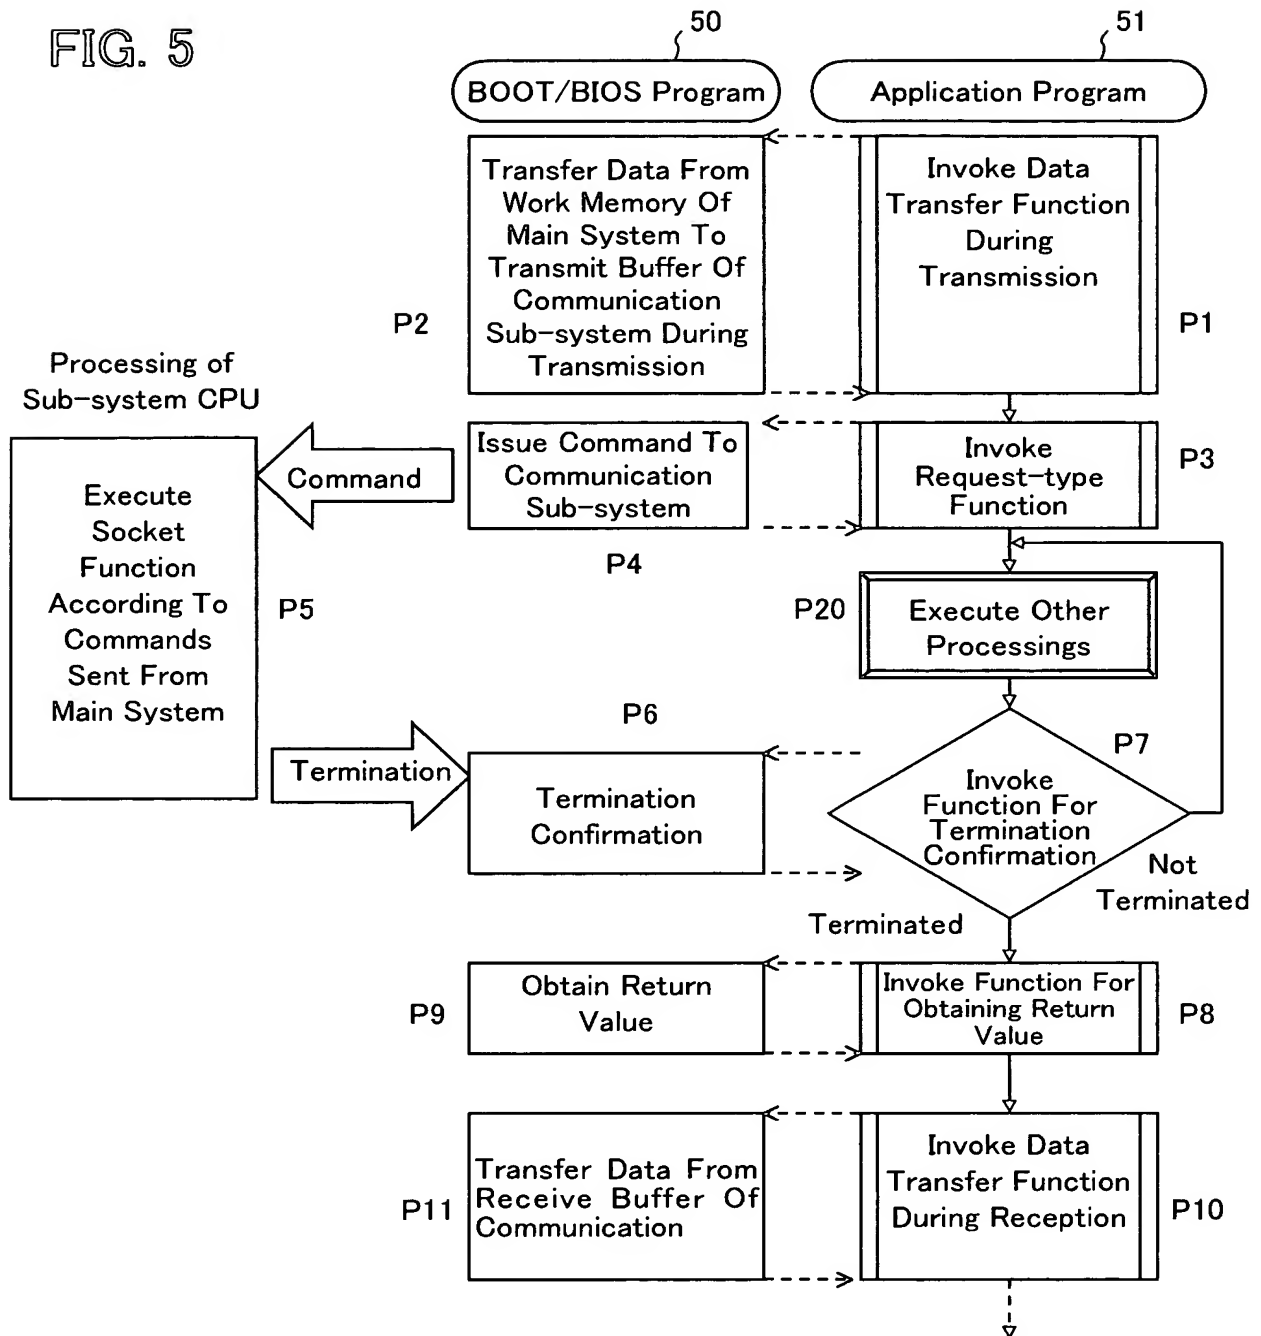 FIG. 5
50
51
BOOT/BIOS Program
Application Program
Transfer Data From
Work Memory Of
Main System To
Transmit Buffer Of
Communication
Sub-system During
Transmission
P2
Invoke Data
Transfer Function
During
Transmission
P1
Processing of
Sub-system CPU
Issue Command To
Communication
Sub-system
P4
Invoke
Request-type
Function
P3
Command
Execute
Socket
Function
According To
Commands
Sent From
Main System
P5
P20
Execute Other
Processings
P6
Termination
Termination
Confirmation
P7
Invoke
Function For
Termination
Confirmation
Not
Terminated
Terminated
P9
Obtain Return
Value
Invoke Function For
Obtaining Return
Value
P8
P11
Transfer Data From
Receive Buffer Of
Communication
Invoke Data
Transfer Function
During Reception
P10